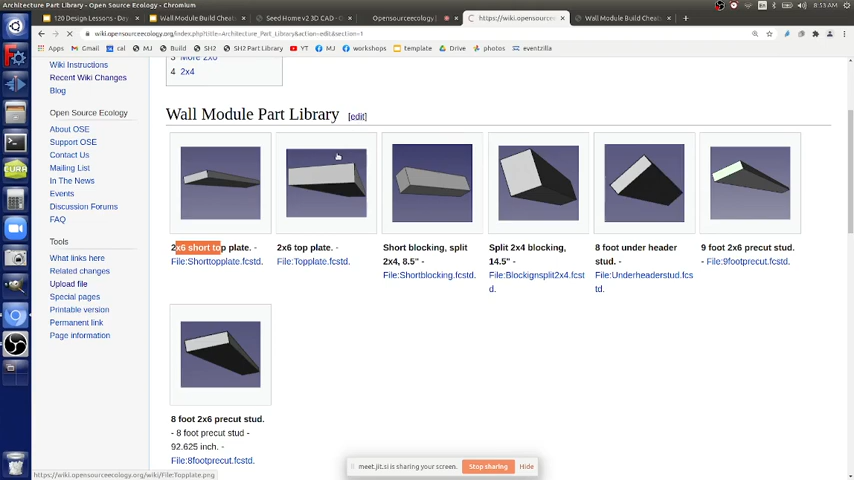 120 Design Lessons - Day
Wall Module Build Cheats
Seed Home v2 3D CAD - O
Opensourceecology
https://wiki.opensourceec
Wall Module Build Cheats
8:53 AM
wiki.opensourceecology.org/index.php?title=Architecture_Part_Library&action=edit&section=1
Apps
Gmail
cal
MJ
Build
SH2
SH2 Part Library
YT
MJ
workshops
template
Drive
photos
eventzilla
Wiki Instructions
Recent Wiki Changes
Blog
Open Source Ecology
About OSE
Support OSE
Contact Us
Mailing List
In The News
Events
Discussion Forums
FAQ
Tools
What links here
Related changes
Upload file
Special pages
Printable version
Permanent link
Page information
3 More 2x6
4 2x4
Wall Module Part Library [edit]
2x6 short top plate. -
File:Shorttopplate.fcstd.
2x6 top plate. -
File:Topplate.fcstd.
Short blocking, split
2x4, 8.5" -
File:Shortblocking.fcstd.
Split 2x4 blocking,
14.5" -
File:Blockignsplit2x4.fcst
d.
8 foot under header
stud. -
File:Underheaderstud.fcs
td.
9 foot 2x6 precut stud.
- File:9footprecut.fcstd.
8 foot 2x6 precut stud.
- 8 foot precut stud -
92.625 inch. -
File:8footprecut.fcstd.
meet.jit.si is sharing your screen.
Stop sharing
Hide
https://wiki.opensourceecology.org/wiki/File:Topplate.png
CURA